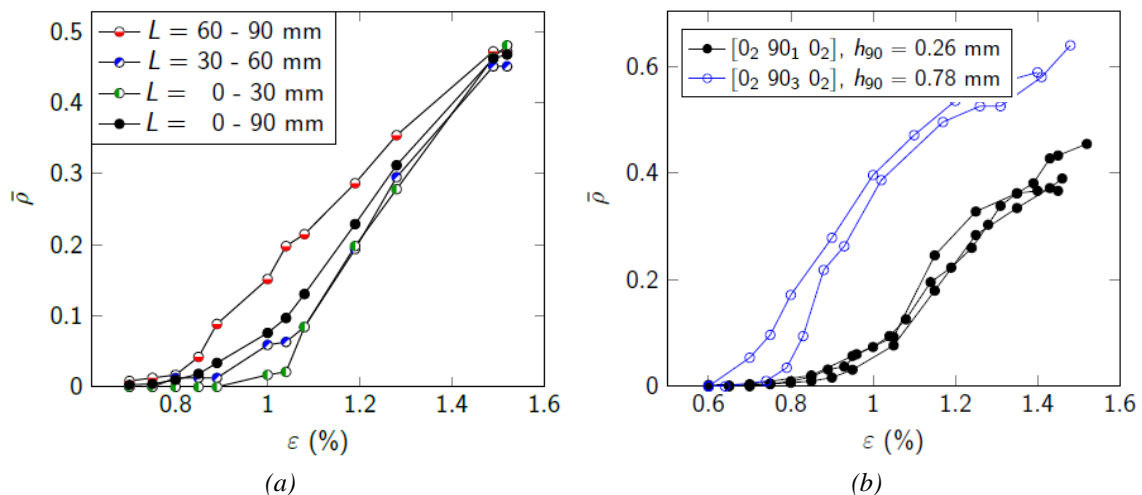 0.5
0.4
0.3
0.2
0.1
0
ρ̄
L = 60 - 90 mm
L = 30 - 60 mm
L = 0 - 30 mm
L = 0 - 90 mm
0.8 1 1.2 1.4 1.6
ε (%)
(a)
0.6
0.4
0.2
0
ρ̄
[0₂ 90₁ 0₂], h₉₀ = 0.26 mm
[0₂ 90₃ 0₂], h₉₀ = 0.78 mm
0.6 0.8 1 1.2 1.4 1.6
ε (%)
(b)